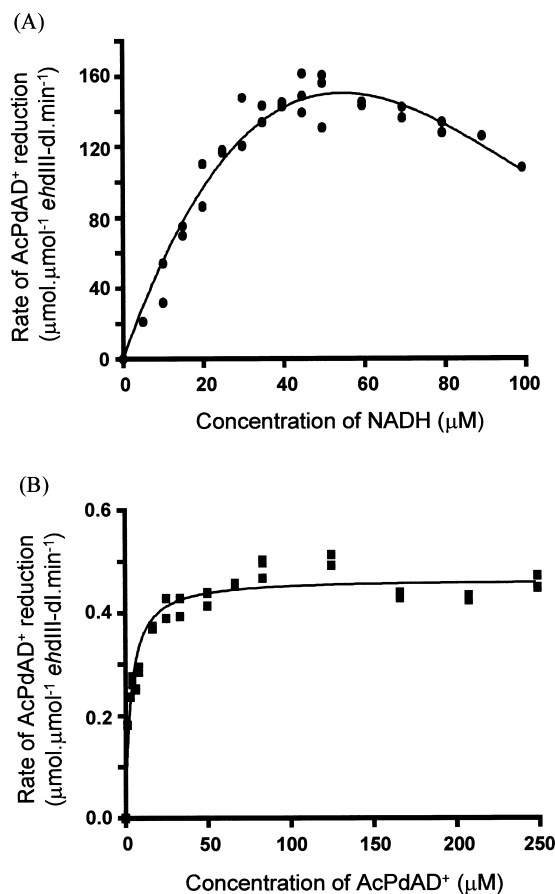 (A)
Rate of AcPdAD⁺ reduction
(μmol.μmol⁻¹ ehdIII-dI.min⁻¹)
160
120
80
40
0
0 20 40 60 80 100
Concentration of NADH (μM)
(B)
Rate of AcPdAD⁺ reduction
(μmol.μmol⁻¹ ehdIII-dI.min⁻¹)
0.6
0.4
0.2
0.0
0 50 100 150 200 250
Concentration of AcPdAD⁺ (μM)